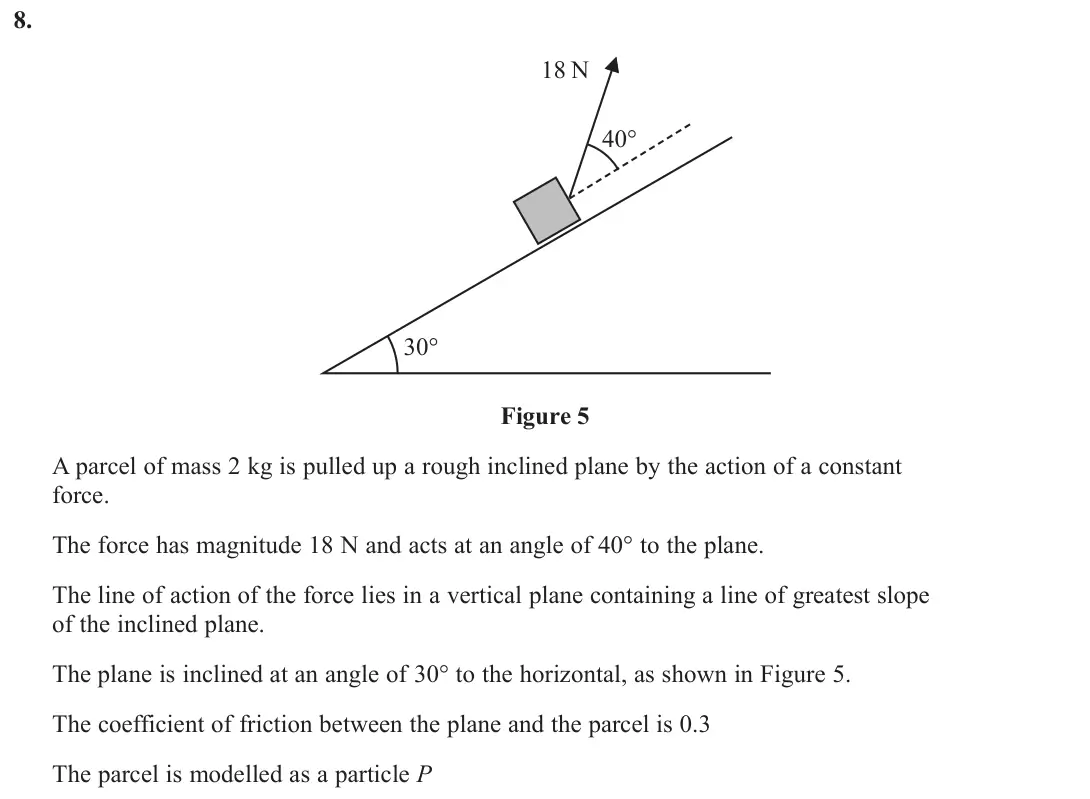 8.
18 N
40°
30°
Figure 5
A parcel of mass 2 kg is pulled up a rough inclined plane by the action of a constant
force.
The force has magnitude 18 N and acts at an angle of 40° to the plane.
The line of action of the force lies in a vertical plane containing a line of greatest slope
of the inclined plane.
The plane is inclined at an angle of 30° to the horizontal, as shown in Figure 5.
The coefficient of friction between the plane and the parcel is 0.3
The parcel is modelled as a particle P